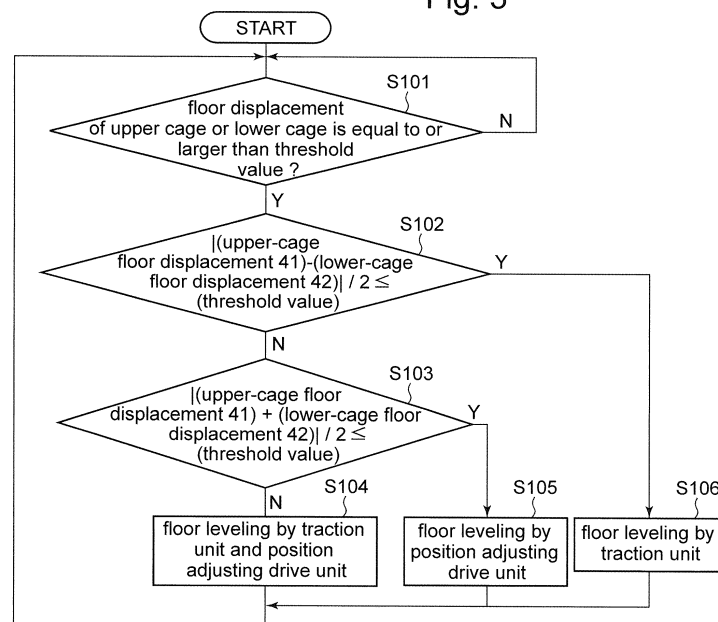 START
S101
floor displacement
of upper cage or lower cage is equal to or
larger than threshold
value ?
N
Y
S102
|(upper-cage
floor displacement 41)-(lower-cage
floor displacement 42)| / 2 ≤
(threshold value)
Y
N
S103
|(upper-cage floor
displacement 41) + (lower-cage floor
displacement 42)| / 2 ≤
(threshold value)
Y
N
S104
floor leveling by traction
unit and position
adjusting drive unit
S105
floor leveling by
position adjusting
drive unit
S106
floor leveling by
traction unit